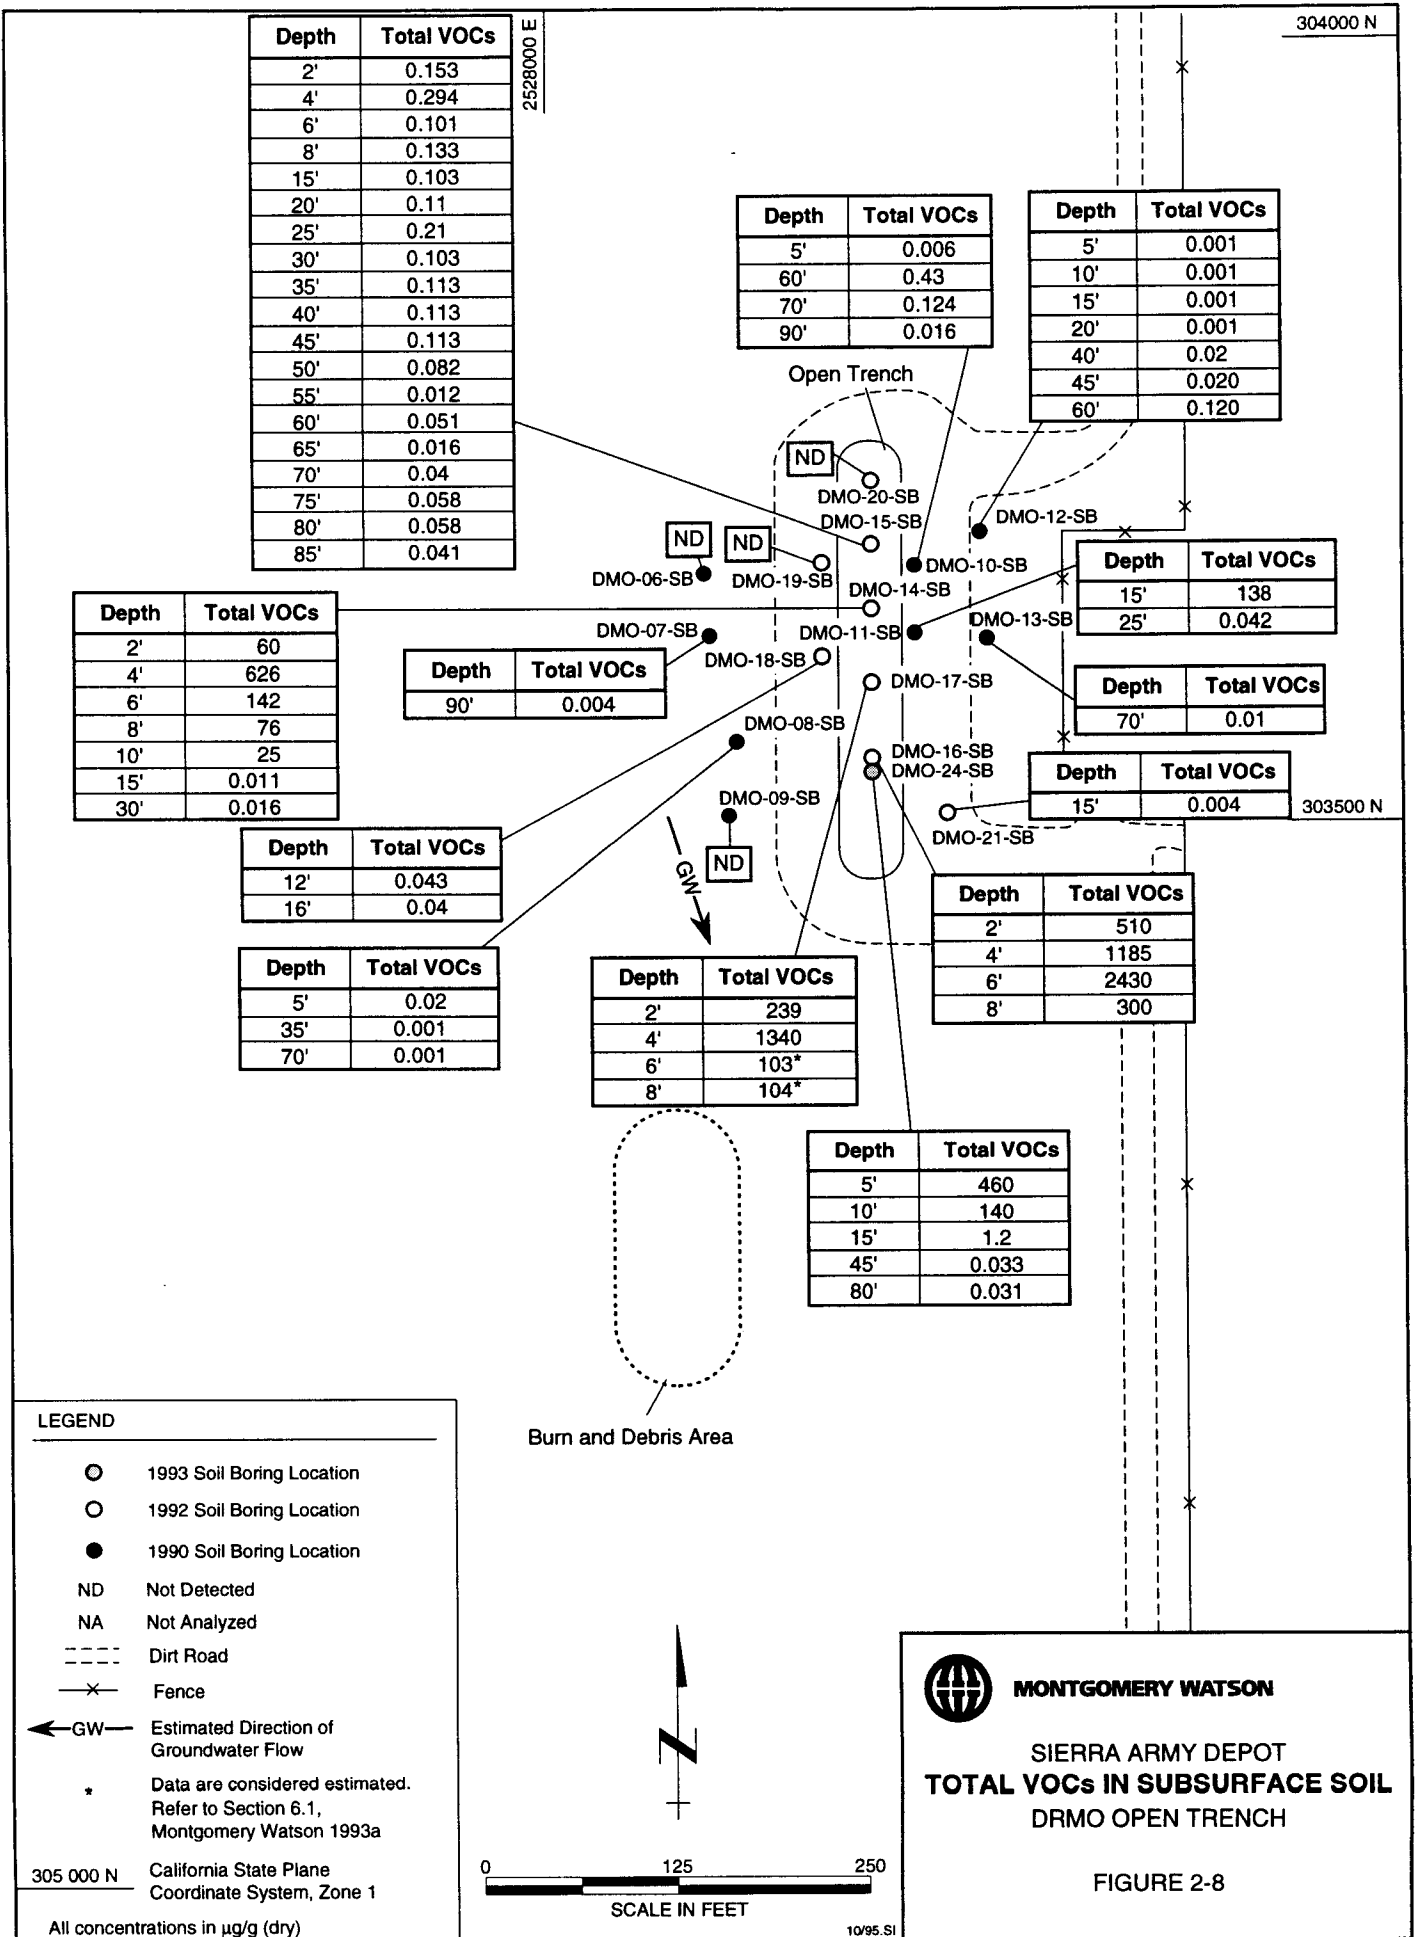 304000 N
2528000 E
Depth Total VOCs
2' 0.153
4' 0.294
6' 0.101
8' 0.133
15' 0.103
20' 0.11
25' 0.21
30' 0.103
35' 0.113
40' 0.113
45' 0.113
50' 0.082
55' 0.012
60' 0.051
65' 0.016
70' 0.04
75' 0.058
80' 0.058
85' 0.041
Depth Total VOCs
5' 0.006
60' 0.43
70' 0.124
90' 0.016
Depth Total VOCs
5' 0.001
10' 0.001
15' 0.001
20' 0.001
40' 0.02
45' 0.020
60' 0.120
Open Trench
ND
DMO-20-SB
DMO-15-SB
DMO-12-SB
ND
ND
DMO-06-SB
DMO-19-SB
DMO-10-SB
DMO-14-SB
Depth Total VOCs
15' 138
25' 0.042
Depth Total VOCs
2' 60
4' 626
6' 142
8' 76
10' 25
15' 0.011
30' 0.016
DMO-07-SB
DMO-11-SB
DMO-13-SB
DMO-18-SB
Depth Total VOCs
90' 0.004
DMO-17-SB
Depth Total VOCs
70' 0.01
DMO-08-SB
DMO-16-SB
DMO-24-SB
Depth Total VOCs
15' 0.004
303500 N
DMO-09-SB
DMO-21-SB
ND
GW
Depth Total VOCs
12' 0.043
16' 0.04
Depth Total VOCs
2' 510
4' 1185
6' 2430
8' 300
Depth Total VOCs
5' 0.02
35' 0.001
70' 0.001
Depth Total VOCs
2' 239
4' 1340
6' 103*
8' 104*
Depth Total VOCs
5' 460
10' 140
15' 1.2
45' 0.033
80' 0.031
Burn and Debris Area
LEGEND
1993 Soil Boring Location
1992 Soil Boring Location
1990 Soil Boring Location
ND Not Detected
NA Not Analyzed
Dirt Road
Fence
GW Estimated Direction of
Groundwater Flow
* Data are considered estimated.
Refer to Section 6.1,
Montgomery Watson 1993a
305 000 N California State Plane
Coordinate System, Zone 1
All concentrations in µg/g (dry)
N
0 125 250
SCALE IN FEET
10/95.SI
MONTGOMERY WATSON
SIERRA ARMY DEPOT
TOTAL VOCs IN SUBSURFACE SOIL
DRMO OPEN TRENCH
FIGURE 2-8